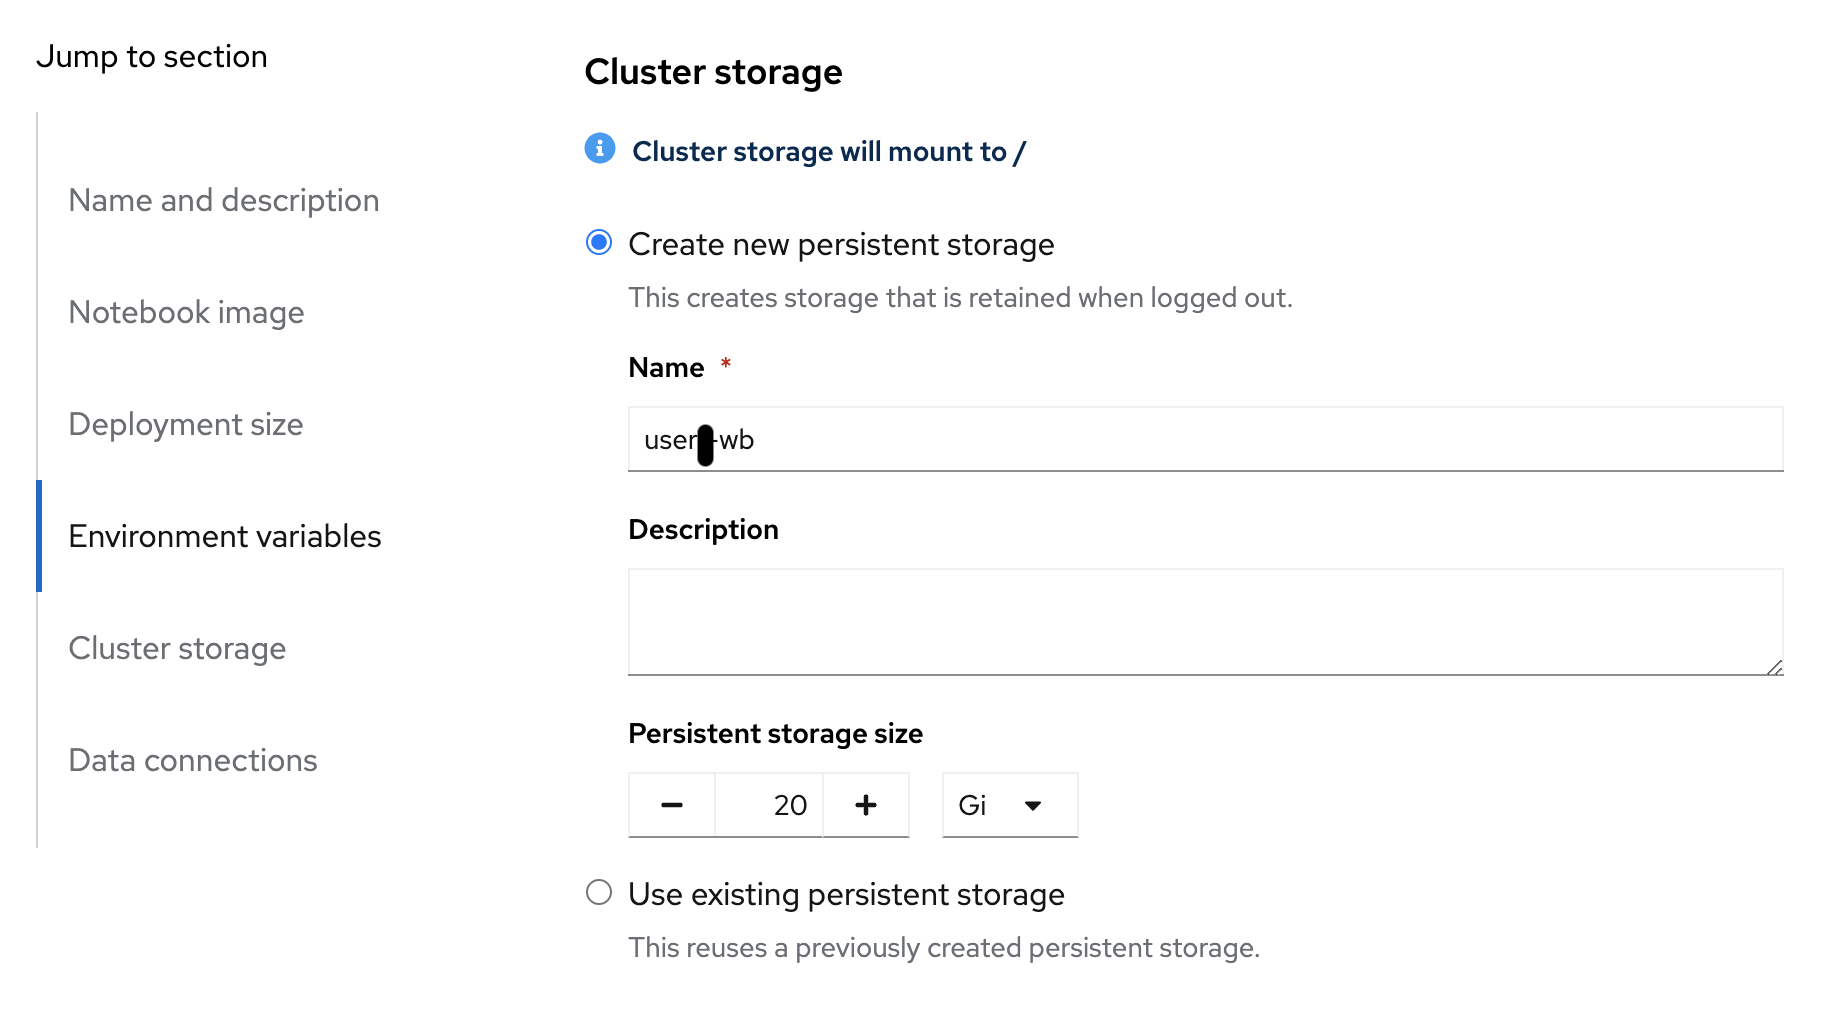 Jump to section
Name and description
Notebook image
Deployment size
Environment variables
Cluster storage
Data connections
Cluster storage
Cluster storage will mount to /
Create new persistent storage
This creates storage that is retained when logged out.
Name *
user -wb
Description
Persistent storage size
20
Gi
Use existing persistent storage
This reuses a previously created persistent storage.